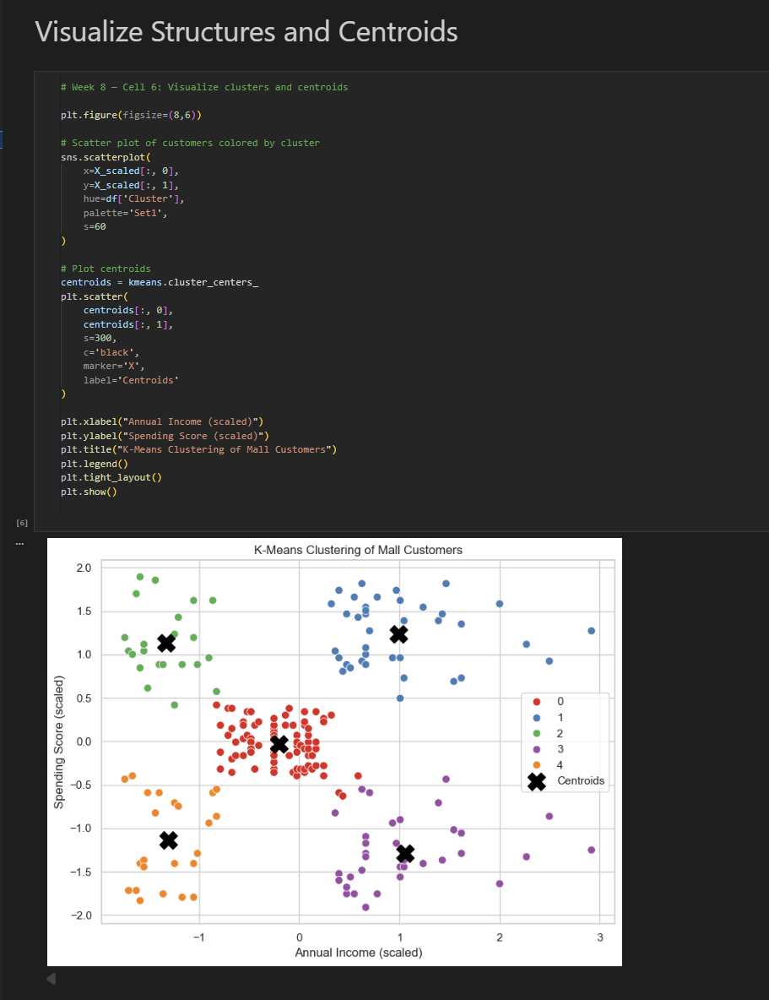 Visualize Structures and Centroids
# Week 8 — Cell 6: Visualize clusters and centroids
plt.figure(figsize=(8,6))
# Scatter plot of customers colored by cluster
sns.scatterplot(
x=X_scaled[:, 0],
y=X_scaled[:, 1],
hue=df['Cluster'],
palette='Set1',
s=60
)
# Plot centroids
centroids = kmeans.cluster_centers_
plt.scatter(
centroids[:, 0],
centroids[:, 1],
s=300,
c='black',
marker='X',
label='Centroids'
)
plt.xlabel("Annual Income (scaled)")
plt.ylabel("Spending Score (scaled)")
plt.title("K-Means Clustering of Mall Customers")
plt.legend()
plt.tight_layout()
plt.show()
[6]
...
K-Means Clustering of Mall Customers
2.0
1.5
1.0
0.5
0.0
−0.5
−1.0
−1.5
−2.0
Spending Score (scaled)
0
1
2
3
4
Centroids
−1 0 1 2 3
Annual Income (scaled)